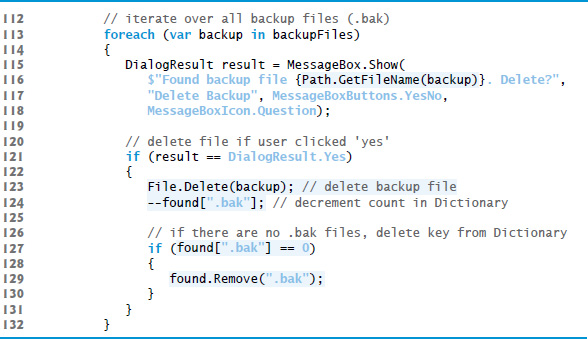 112 // iterate over all backup files (.bak)
113 foreach (var backup in backupFiles)
114 {
115 DialogResult result = MessageBox.Show(
116 $"Found backup file {Path.GetFileName(backup)}. Delete?",
117 "Delete Backup", MessageBoxButtons.YesNo,
118 MessageBoxIcon.Question);
119
120 // delete file if user clicked 'yes'
121 if (result == DialogResult.Yes)
122 {
123 File.Delete(backup); // delete backup file
124 --found[".bak"]; // decrement count in Dictionary
125
126 // if there are no .bak files, delete key from Dictionary
127 if (found[".bak"] == 0)
128 {
129 found.Remove(".bak");
130 }
131 }
132 }